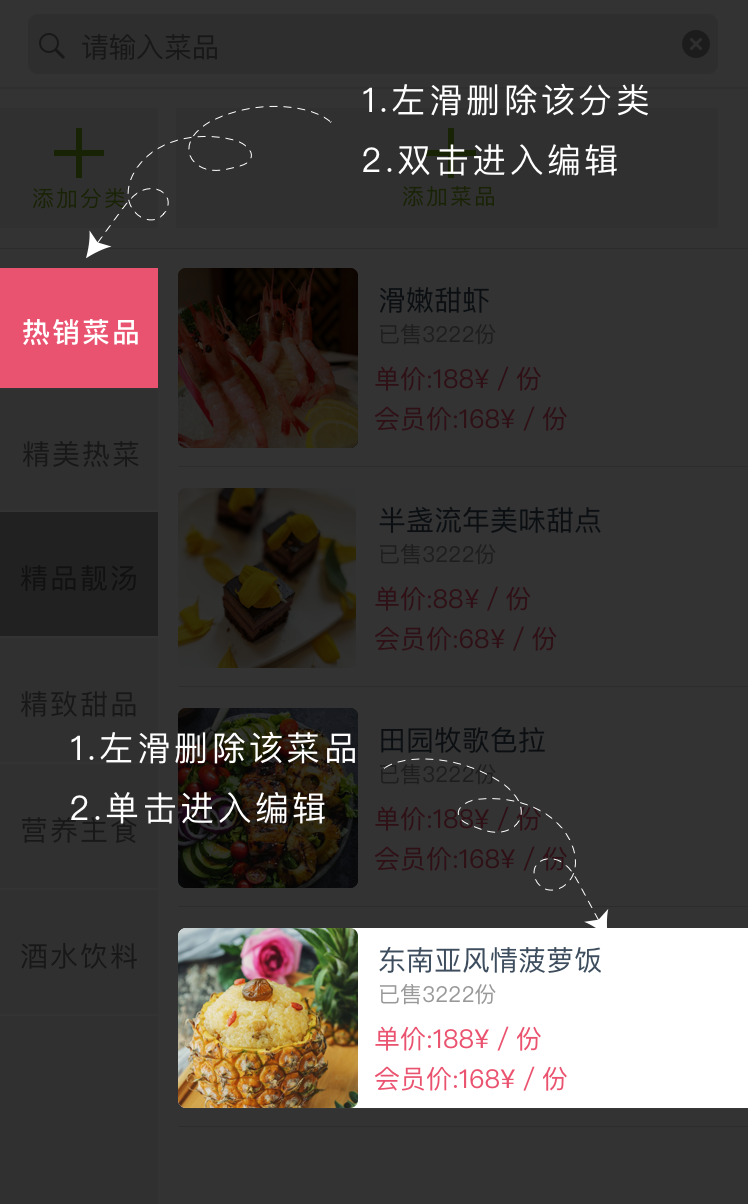 请输入菜品
1.左滑删除该分类
2.双击进入编辑
添加分类
添加菜品
热销菜品
精美热菜
精品靓汤
精致甜品
营养主食
酒水饮料
滑嫩甜虾
已售3222份
单价:188¥ / 份
会员价:168¥ / 份
半盏流年美味甜点
已售3222份
单价:88¥ / 份
会员价:68¥ / 份
1.左滑删除该菜品
2.单击进入编辑
田园牧歌色拉
已售3222份
单价:188¥ / 份
会员价:168¥ / 份
东南亚风情菠萝饭
已售3222份
单价:188¥ / 份
会员价:168¥ / 份